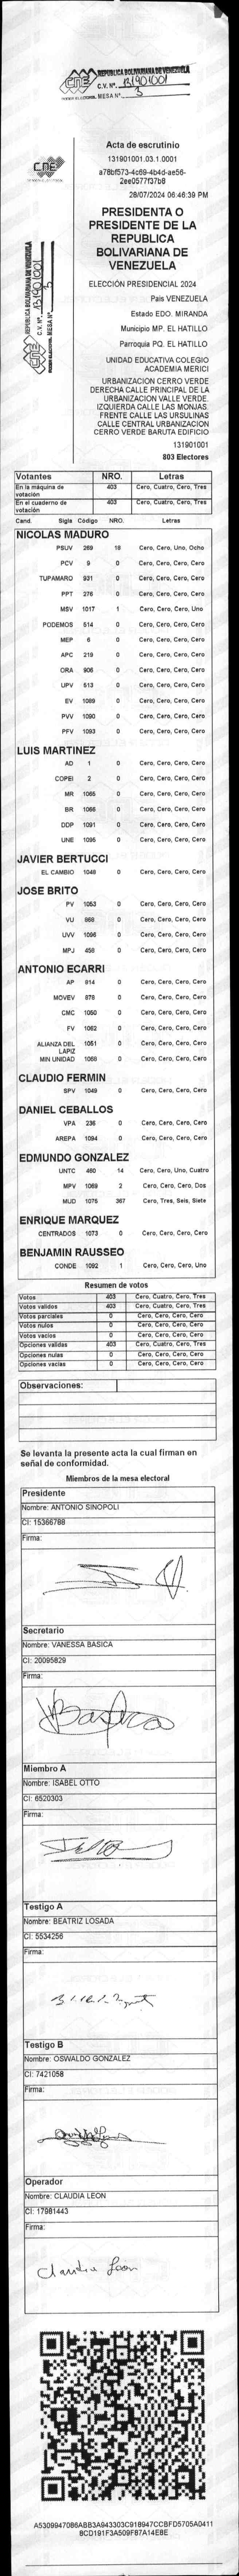 CNE REPUBLICA BOLIVARIANA DE VENEZUELA
C.V. Nº. 131901001
PODER ELECTORAL MESA Nº 3
Acta de escrutinio
131901001.03.1.0001
a78bf573-4c69-4b4d-ae56-
2ee0577f37b8
28/07/2024 06:46:39 PM
CNE
REPUBLICA BOLIVARIANA DE VENEZUELA
C.V. Nº. 131901001
PODER ELECTORAL MESA Nº 3
PRESIDENTA O
PRESIDENTE DE LA
REPUBLICA
BOLIVARIANA DE
VENEZUELA
ELECCIÓN PRESIDENCIAL 2024
País VENEZUELA
Estado EDO. MIRANDA
Municipio MP. EL HATILLO
Parroquia PQ. EL HATILLO
UNIDAD EDUCATIVA COLEGIO
ACADEMIA MERICI
URBANIZACION CERRO VERDE
DERECHA CALLE PRINCIPAL DE LA
URBANIZACION VALLE VERDE.
IZQUIERDA CALLE LAS MONJAS.
FRENTE CALLE LAS URSULINAS
CALLE CENTRAL URBANIZACION
CERRO VERDE BARUTA EDIFICIO
131901001
803 Electores
Votantes NRO. Letras
En la máquina de votación 403 Cero, Cuatro, Cero, Tres
En el cuaderno de votación 403 Cero, Cuatro, Cero, Tres
Cand. Sigla Código NRO. Letras
NICOLAS MADURO
PSUV 269 18 Cero, Cero, Uno, Ocho
PCV 9 0 Cero, Cero, Cero, Cero
TUPAMARO 931 0 Cero, Cero, Cero, Cero
PPT 276 0 Cero, Cero, Cero, Cero
MSV 1017 1 Cero, Cero, Cero, Uno
PODEMOS 514 0 Cero, Cero, Cero, Cero
MEP 6 0 Cero, Cero, Cero, Cero
APC 219 0 Cero, Cero, Cero, Cero
ORA 906 0 Cero, Cero, Cero, Cero
UPV 613 0 Cero, Cero, Cero, Cero
EV 1089 0 Cero, Cero, Cero, Cero
PVV 1090 0 Cero, Cero, Cero, Cero
PFV 1093 0 Cero, Cero, Cero, Cero
LUIS MARTINEZ
AD 1 0 Cero, Cero, Cero, Cero
COPEI 2 0 Cero, Cero, Cero, Cero
MR 1065 0 Cero, Cero, Cero, Cero
BR 1066 0 Cero, Cero, Cero, Cero
DDP 1091 0 Cero, Cero, Cero, Cero
UNE 1095 0 Cero, Cero, Cero, Cero
JAVIER BERTUCCI
EL CAMBIO 1048 0 Cero, Cero, Cero, Cero
JOSE BRITO
PV 1053 0 Cero, Cero, Cero, Cero
VU 868 0 Cero, Cero, Cero, Cero
UVV 1096 0 Cero, Cero, Cero, Cero
MPJ 458 0 Cero, Cero, Cero, Cero
ANTONIO ECARRI
AP 814 0 Cero, Cero, Cero, Cero
MOVEV 878 0 Cero, Cero, Cero, Cero
CMC 1050 0 Cero, Cero, Cero, Cero
FV 1062 0 Cero, Cero, Cero, Cero
ALIANZA DEL LAPIZ 1051 0 Cero, Cero, Cero, Cero
MIN UNIDAD 1068 0 Cero, Cero, Cero, Cero
CLAUDIO FERMIN
SPV 1049 0 Cero, Cero, Cero, Cero
DANIEL CEBALLOS
VPA 236 0 Cero, Cero, Cero, Cero
AREPA 1094 0 Cero, Cero, Cero, Cero
EDMUNDO GONZALEZ
UNTC 460 14 Cero, Cero, Uno, Cuatro
MPV 1069 2 Cero, Cero, Cero, Dos
MUD 1075 367 Cero, Tres, Seis, Siete
ENRIQUE MARQUEZ
CENTRADOS 1073 0 Cero, Cero, Cero, Cero
BENJAMIN RAUSSEO
CONDE 1092 1 Cero, Cero, Cero, Uno
Resumen de votos
Votos 403 Cero, Cuatro, Cero, Tres
Votos validos 403 Cero, Cuatro, Cero, Tres
Votos parciales 0 Cero, Cero, Cero, Cero
Votos nulos 0 Cero, Cero, Cero, Cero
Votos vacios 0 Cero, Cero, Cero, Cero
Opciones validas 403 Cero, Cuatro, Cero, Tres
Opciones nulas 0 Cero, Cero, Cero, Cero
Opciones vacias 0 Cero, Cero, Cero, Cero
Observaciones:
Se levanta la presente acta la cual firman en
señal de conformidad.
Miembros de la mesa electoral
Presidente
Nombre: ANTONIO SINOPOLI
CI: 15366788
Firma:
Secretario
Nombre: VANESSA BASICA
CI: 20095829
Firma:
Miembro A
Nombre: ISABEL OTTO
CI: 6520303
Firma:
Testigo A
Nombre: BEATRIZ LOSADA
CI: 5534256
Firma:
Testigo B
Nombre: OSWALDO GONZALEZ
CI: 7421058
Firma:
Operador
Nombre: CLAUDIA LEON
CI: 17981443
Firma:
Claudia Leon
A5309947086ABB3A943303C918947CCBFD5705A0411
BCD191F3A509F87A14E8E